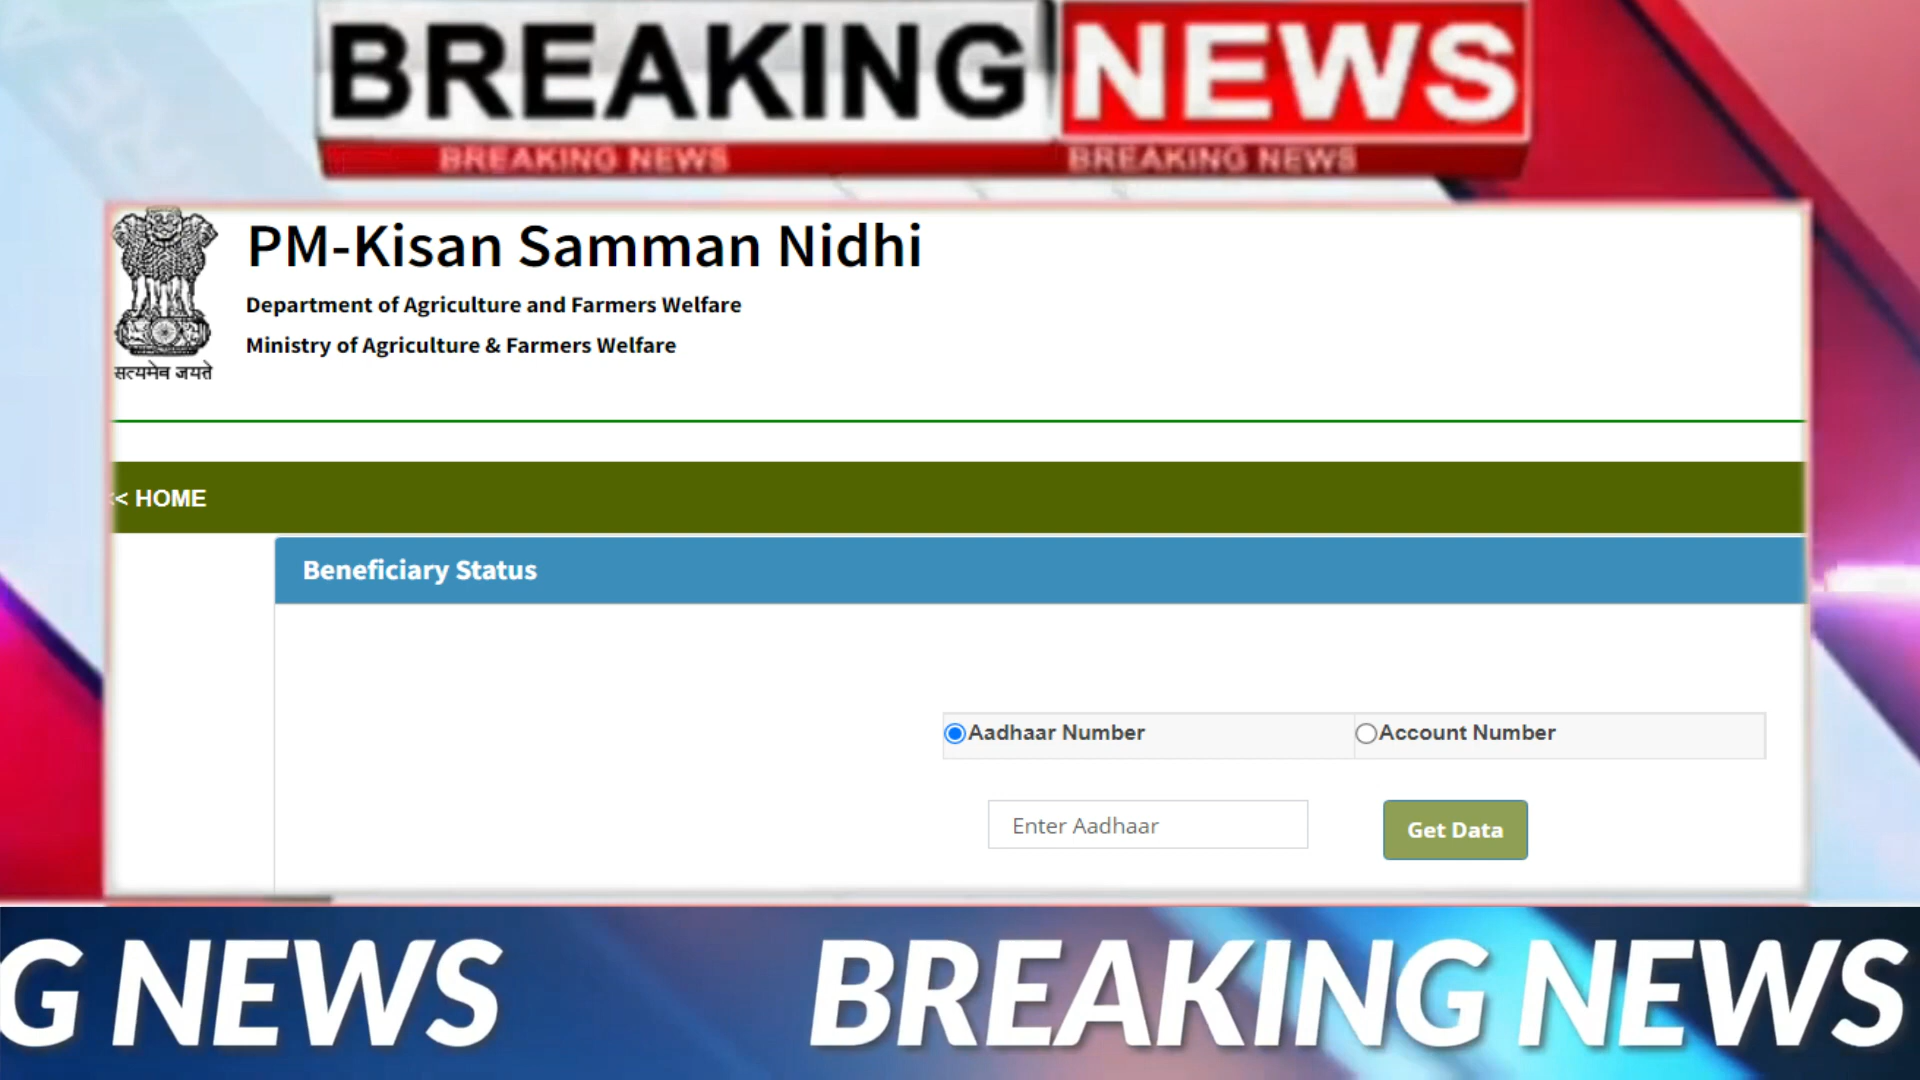 BREAKING NEWS
BREAKING NEWS BREAKING NEWS
PM-Kisan Samman Nidhi
Department of Agriculture and Farmers Welfare
Ministry of Agriculture & Farmers Welfare
सत्यमेव जयते
<< HOME
Beneficiary Status
Aadhaar Number Account Number
Enter Aadhaar Get Data
G NEWS BREAKING NEWS